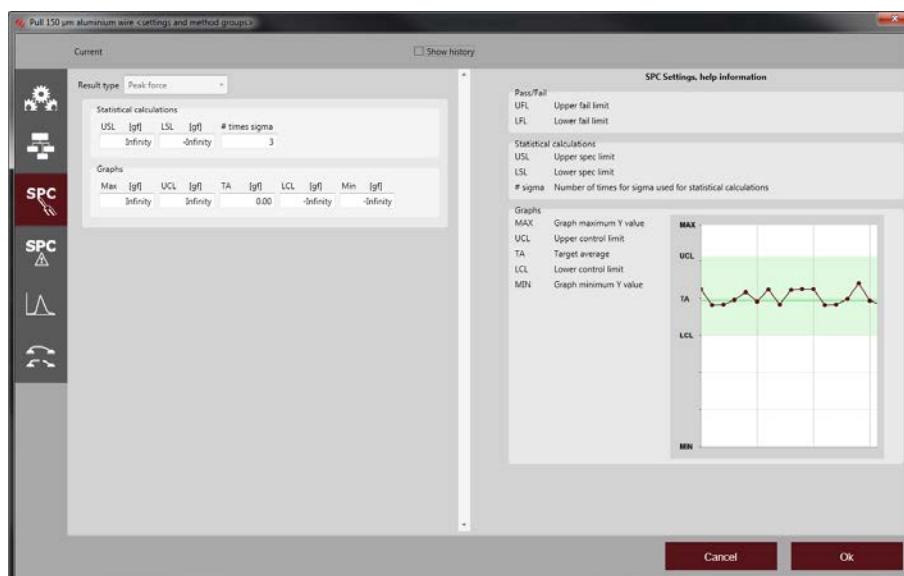 Pull 150 µm aluminium wire <settings and method groups>
Current
Show history
Result type Peak force
Statistical calculations
USL [gf] LSL [gf] # times sigma
Infinity -Infinity 3
Graphs
Max [gf] UCL [gf] TA [gf] LCL [gf] Min [gf]
Infinity Infinity 0.00 -Infinity -Infinity
SPC
SPC
SPC Settings, help information
Pass/Fail
UFL Upper fail limit
LFL Lower fail limit
Statistical calculations
USL Upper spec limit
LSL Lower spec limit
# sigma Number of times for sigma used for statistical calculations
Graphs
MAX Graph maximum Y value
UCL Upper control limit
TA Target average
LCL Lower control limit
MIN Graph minimum Y value
MAX
UCL
TA
LCL
MIN
Cancel Ok